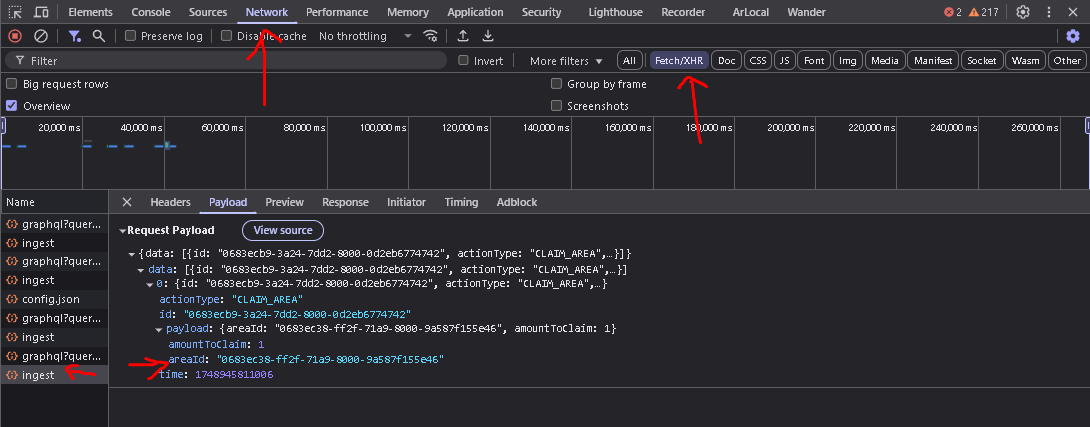 Elements Console Sources Network Performance Memory Application Security Lighthouse Recorder ArLocal Wander 2 217
Preserve log Disable cache No throttling
Filter Invert More filters All Fetch/XHR Doc CSS JS Font Img Media Manifest Socket Wasm Other
Big request rows Group by frame
Overview Screenshots
20,000 ms 40,000 ms 60,000 ms 80,000 ms 100,000 ms 120,000 ms 140,000 ms 160,000 ms 180,000 ms 200,000 ms 220,000 ms 240,000 ms 260,000 ms
Name
graphql?quer...
ingest
graphql?quer...
ingest
config.json
graphql?quer...
ingest
graphql?quer...
ingest
Headers Payload Preview Response Initiator Timing Adblock
Request Payload View source
{data: [{id: "0683ecb9-3a24-7dd2-8000-0d2eb6774742", actionType: "CLAIM_AREA",…}]}
data: [{id: "0683ecb9-3a24-7dd2-8000-0d2eb6774742", actionType: "CLAIM_AREA",…}]
0: {id: "0683ecb9-3a24-7dd2-8000-0d2eb6774742", actionType: "CLAIM_AREA",…}
actionType: "CLAIM_AREA"
id: "0683ecb9-3a24-7dd2-8000-0d2eb6774742"
payload: {areaId: "0683ec38-ff2f-71a9-8000-9a587f155e46", amountToClaim: 1}
amountToClaim: 1
areaId: "0683ec38-ff2f-71a9-8000-9a587f155e46"
time: 1748945811006